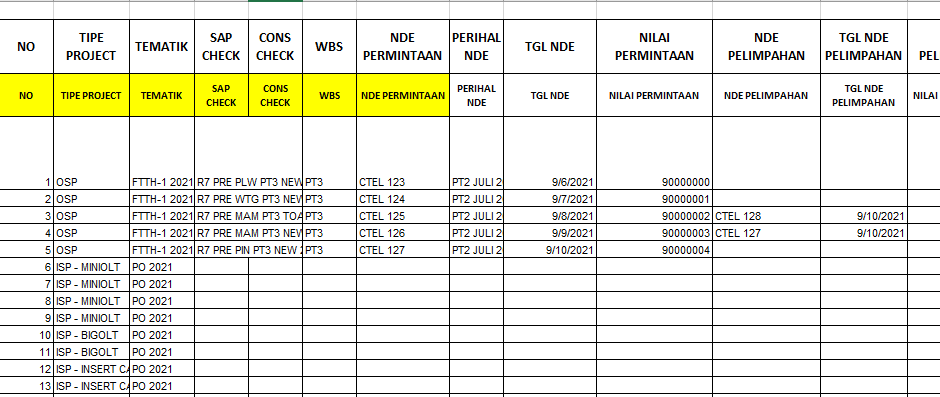 NO TIPE PROJECT TEMATIK SAP CHECK CONS CHECK WBS NDE PERMINTAAN PERIHAL NDE TGL NDE NILAI PERMINTAAN NDE PELIMPAHAN TGL NDE PELIMPAHAN PEL
NO TIPE PROJECT TEMATIK SAP CHECK CONS CHECK WBS NDE PERMINTAAN PERIHAL NDE TGL NDE NILAI PERMINTAAN NDE PELIMPAHAN TGL NDE PELIMPAHAN NILAI
1 OSP FTTH-1 2021 R7 PRE PLW PT3 NEW PT3 CTEL 123 PT2 JULI 2 9/6/2021 90000000
2 OSP FTTH-1 2021 R7 PRE WTG PT3 NEW PT3 CTEL 124 PT2 JULI 2 9/7/2021 90000001
3 OSP FTTH-1 2021 R7 PRE MAM PT3 TOA PT3 CTEL 125 PT2 JULI 2 9/8/2021 90000002 CTEL 128 9/10/2021
4 OSP FTTH-1 2021 R7 PRE MAM PT3 NEW PT3 CTEL 126 PT2 JULI 2 9/9/2021 90000003 CTEL 127 9/10/2021
5 OSP FTTH-1 2021 R7 PRE PIN PT3 NEW PT3 CTEL 127 PT2 JULI 2 9/10/2021 90000004
6 ISP - MINIOLT PO 2021
7 ISP - MINIOLT PO 2021
8 ISP - MINIOLT PO 2021
9 ISP - MINIOLT PO 2021
10 ISP - BIGOLT PO 2021
11 ISP - BIGOLT PO 2021
12 ISP - INSERT CA PO 2021
13 ISP - INSERT CA PO 2021